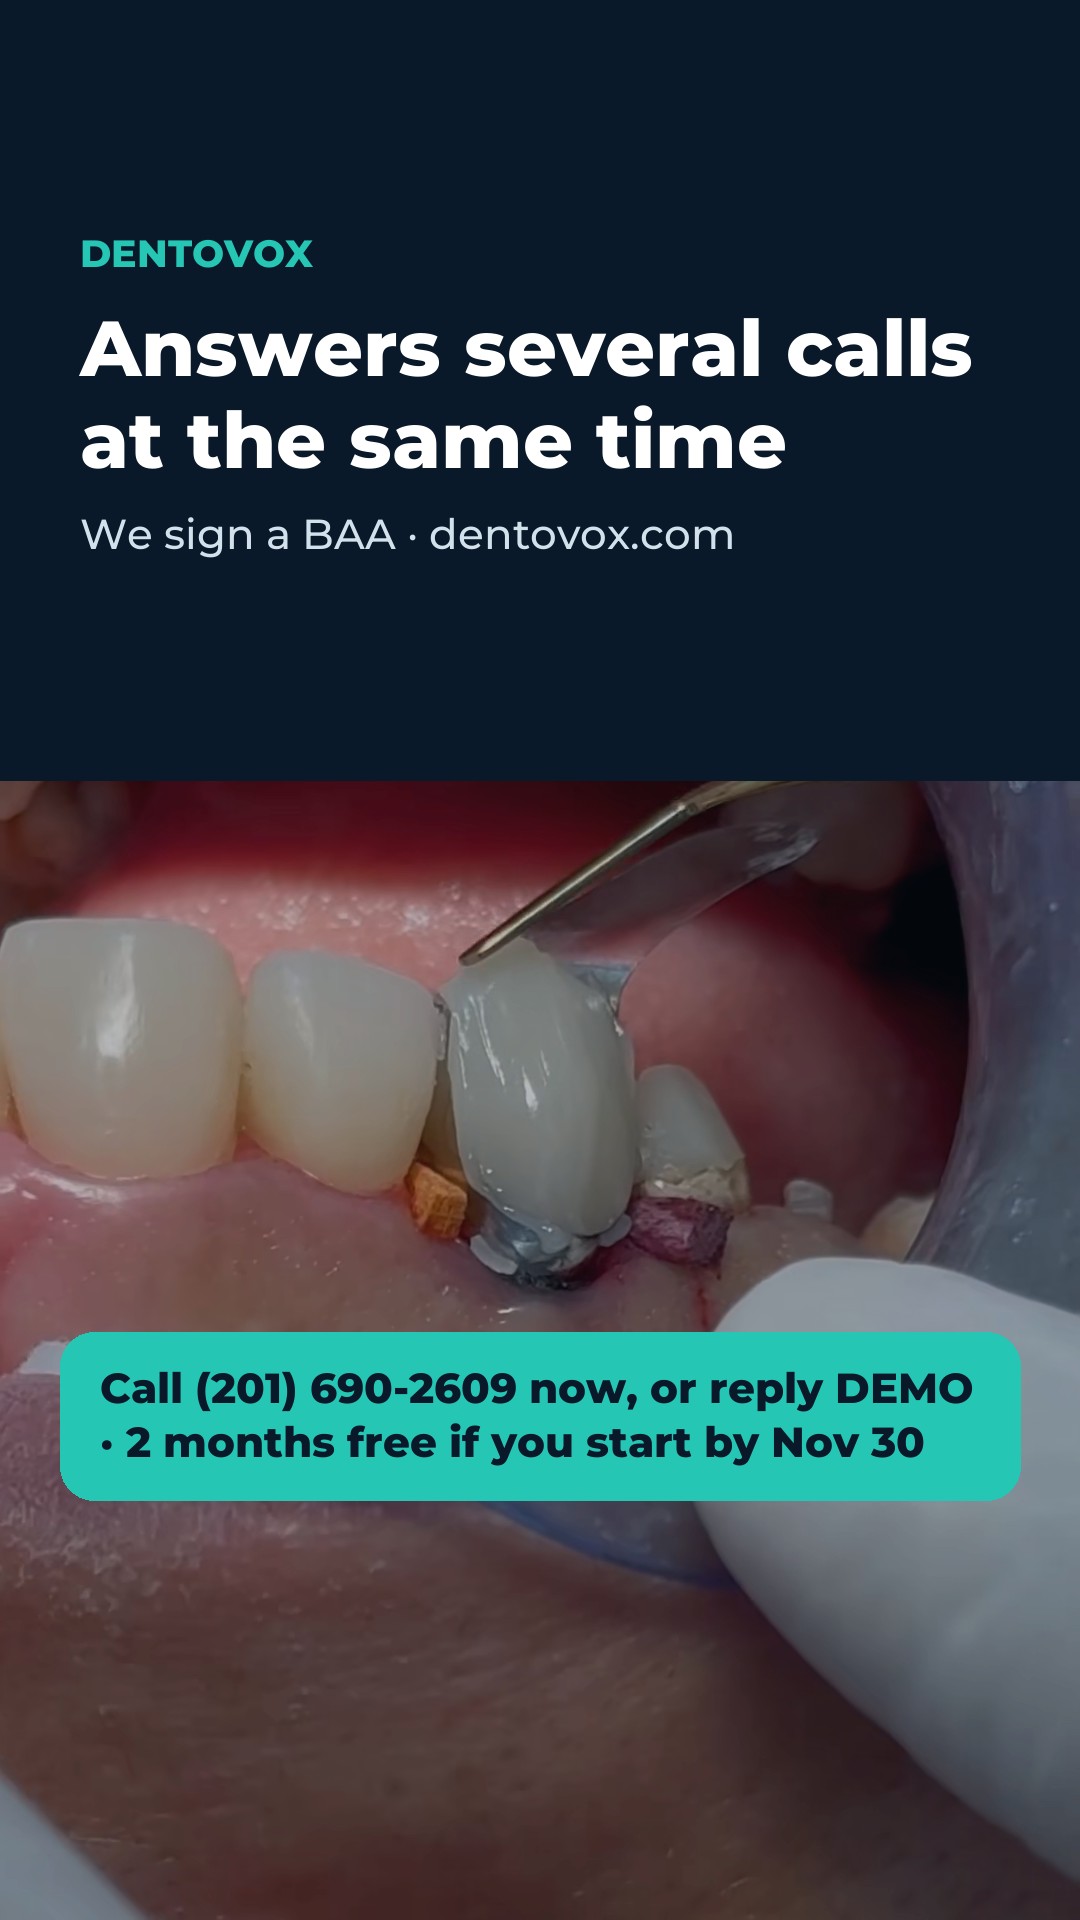 DENTOVOX
Answers several calls
at the same time
We sign a BAA · dentovox.com
Call (201) 690-2609 now, or reply DEMO
· 2 months free if you start by Nov 30